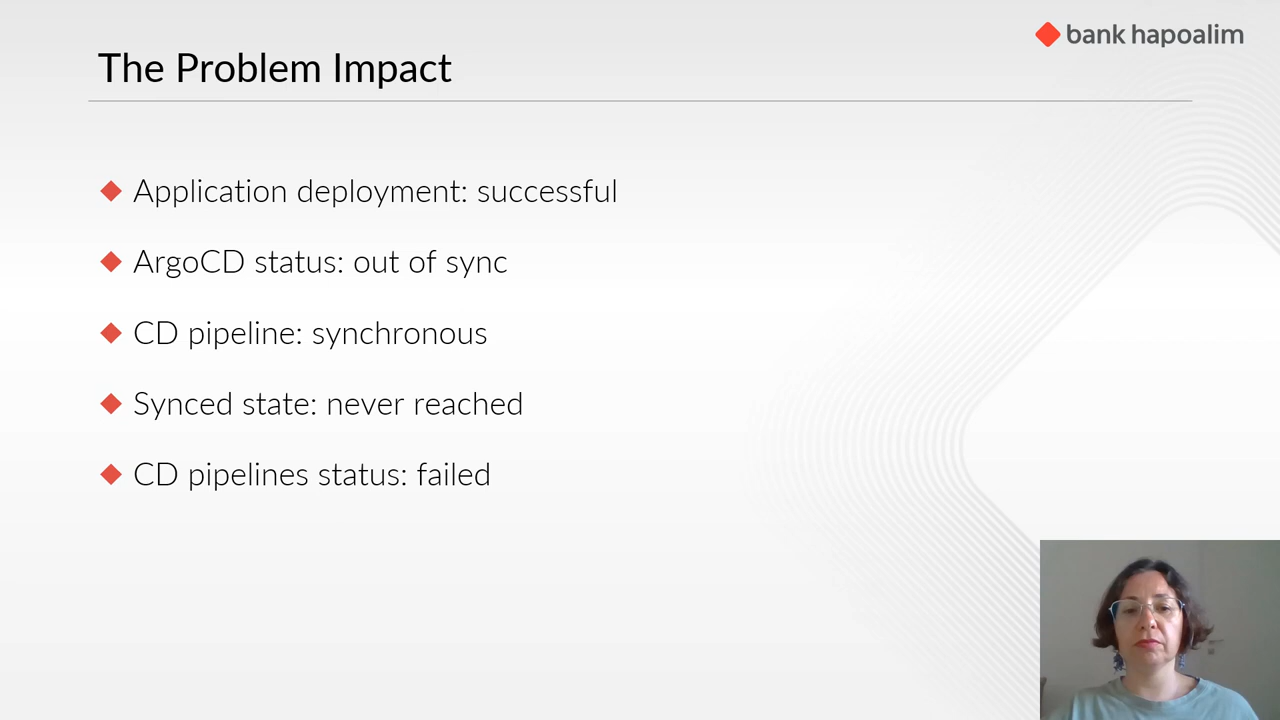 bank hapoalim
The Problem Impact
Application deployment: successful
ArgoCD status: out of sync
CD pipeline: synchronous
Synced state: never reached
CD pipelines status: failed